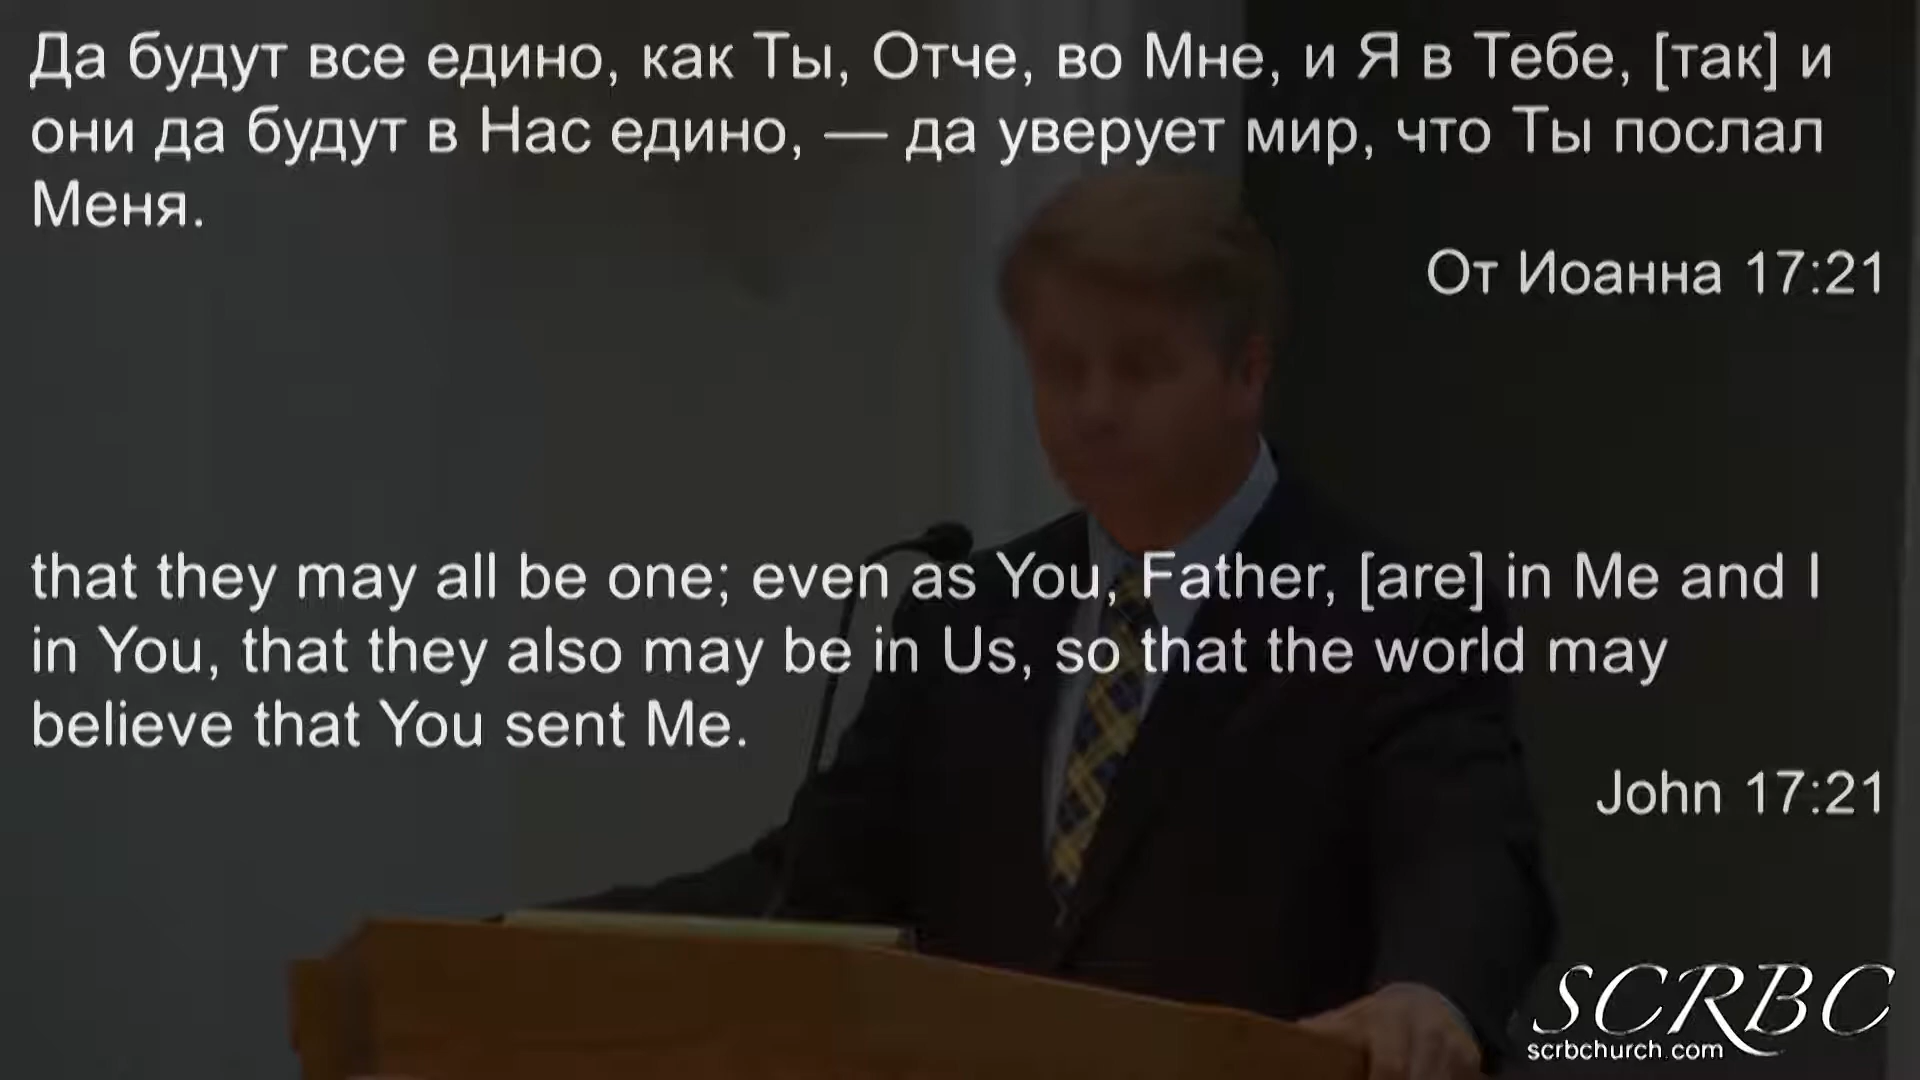 Да будут все едино, как Ты, Отче, во Мне, и Я в Тебе, [так] и
они да будут в Нас едино, — да уверует мир, что Ты послал
Меня.
От Иоанна 17:21
that they may all be one; even as You, Father, [are] in Me and I
in You, that they also may be in Us, so that the world may
believe that You sent Me.
John 17:21
SCRBC
scrbchurch.com